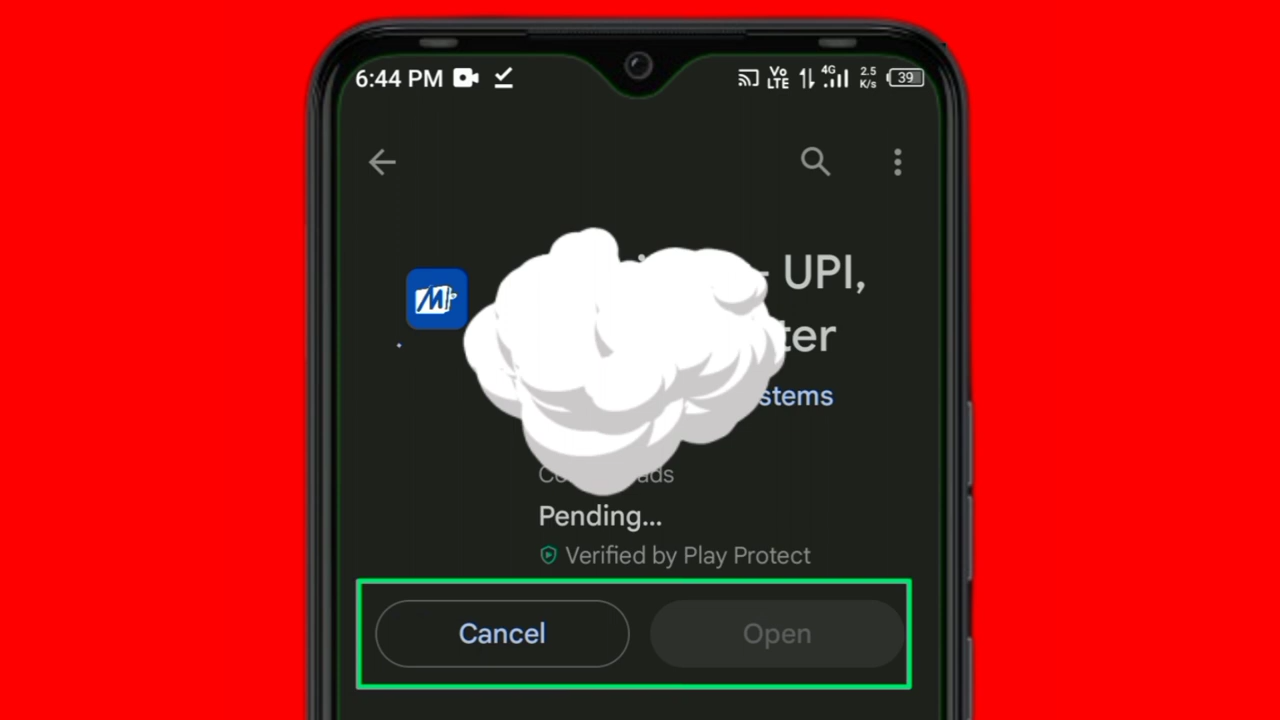 6:44 PM Vo LTE 4G 2.5 K/s 39
- UPI,
ter
stems
ads
Pending...
Verified by Play Protect
Cancel Open